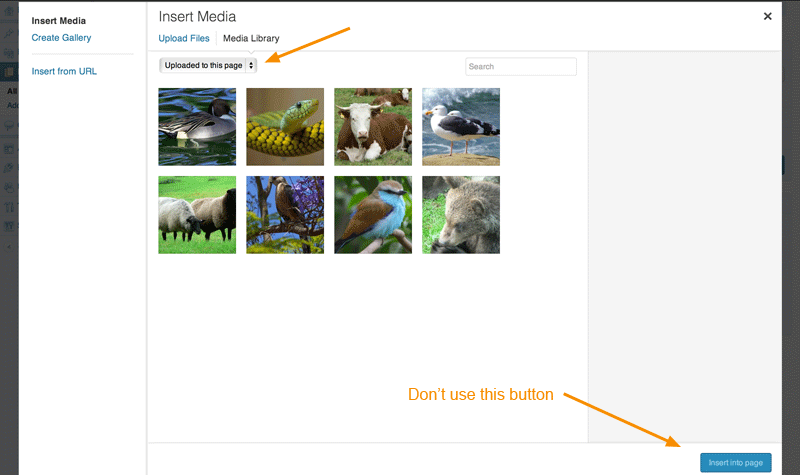 Insert Media
Create Gallery
Insert from URL
Insert Media
Upload Files
Media Library
Uploaded to this page
Search
Don't use this button
Insert into page